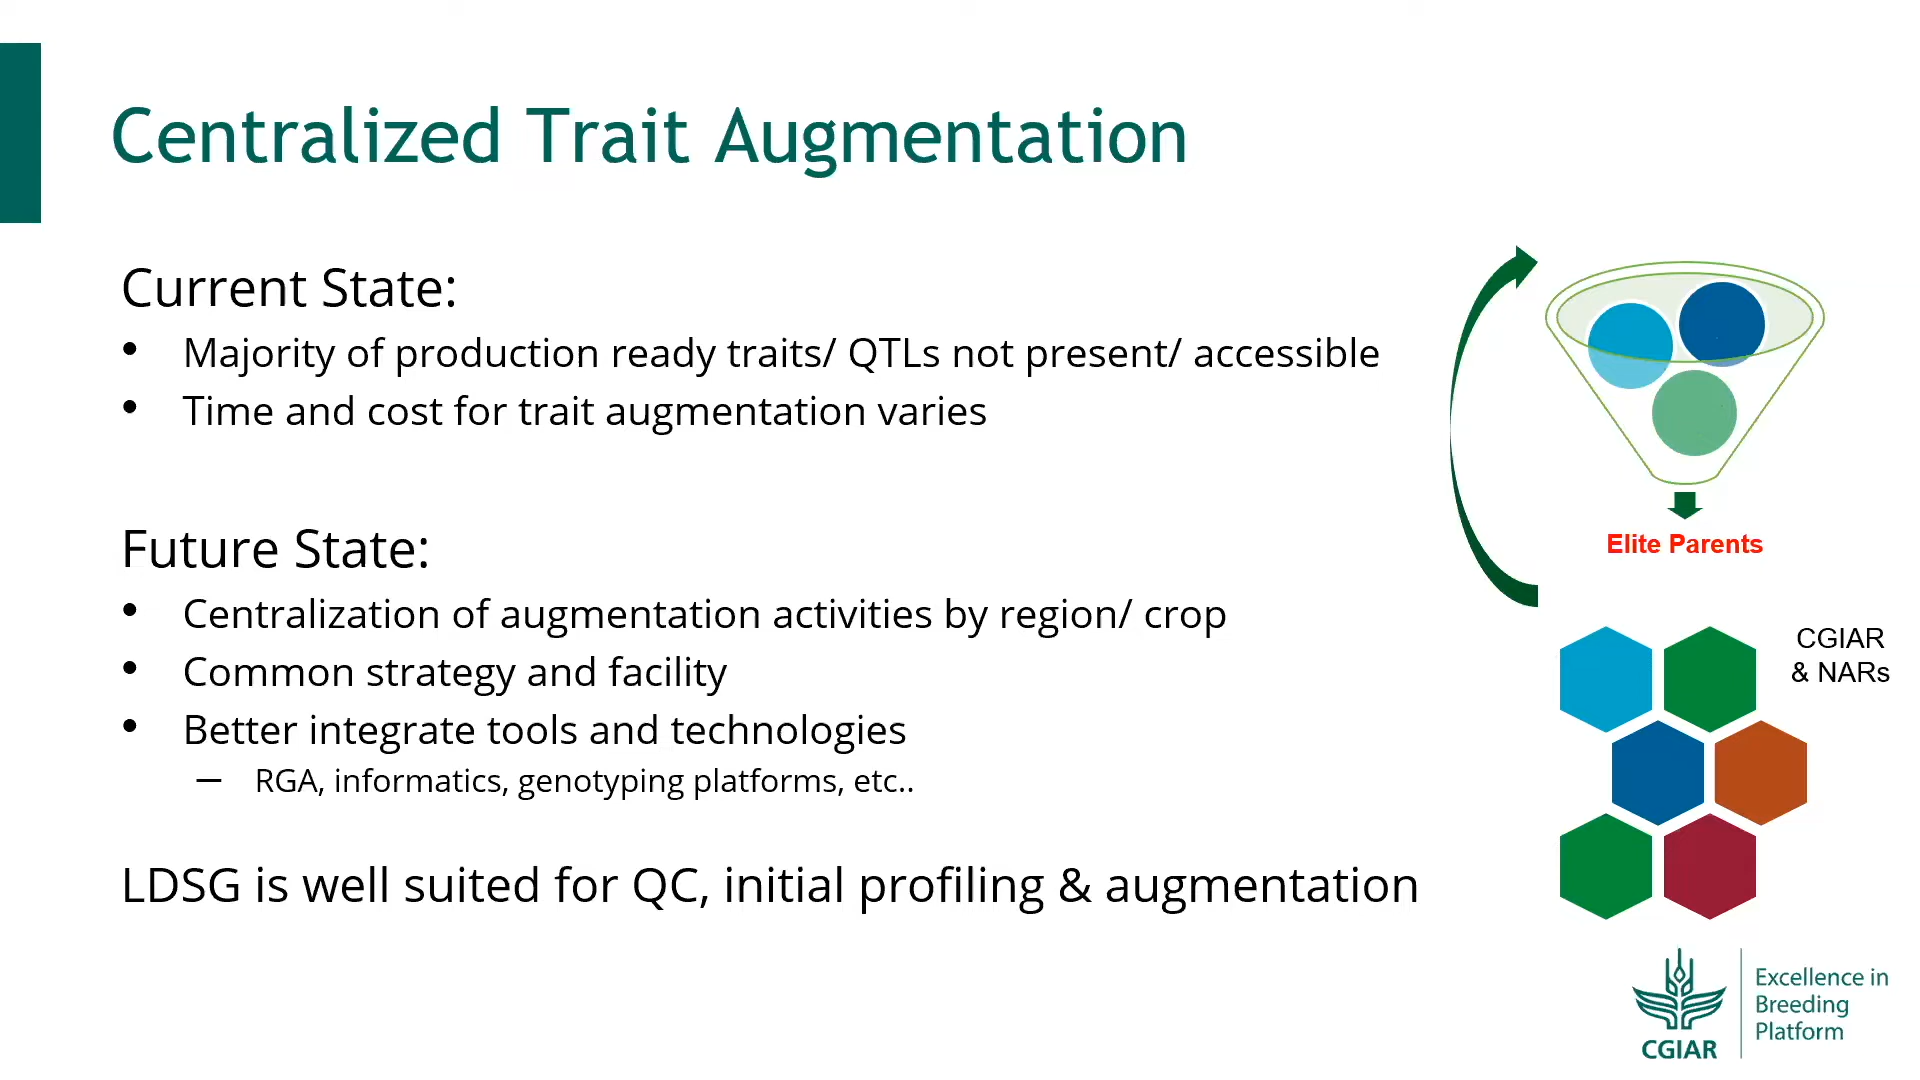 Centralized Trait Augmentation
Current State:
• Majority of production ready traits/ QTLs not present/ accessible
• Time and cost for trait augmentation varies
Future State:
• Centralization of augmentation activities by region/ crop
• Common strategy and facility
• Better integrate tools and technologies
— RGA, informatics, genotyping platforms, etc..
LDSG is well suited for QC, initial profiling & augmentation
Elite Parents
CGIAR
& NARs
CGIAR
Excellence in
Breeding
Platform